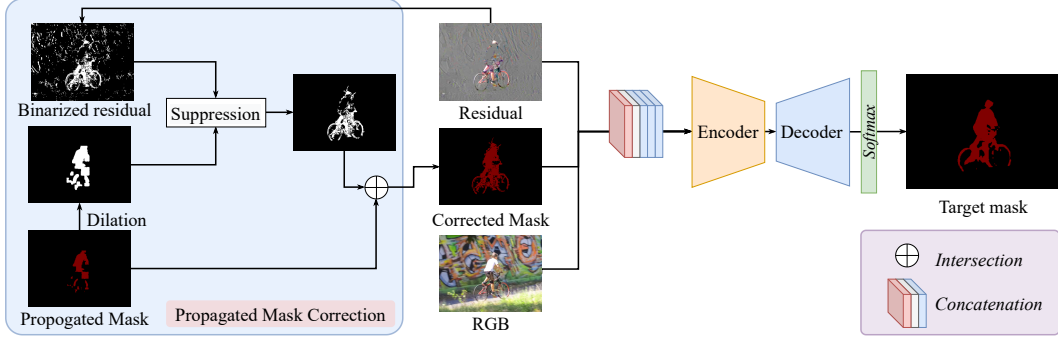 Binarized residual
Suppression
Dilation
Propogated Mask
Propagated Mask Correction
Residual
Corrected Mask
RGB
Encoder
Decoder
Softmax
Target mask
Intersection
Concatenation